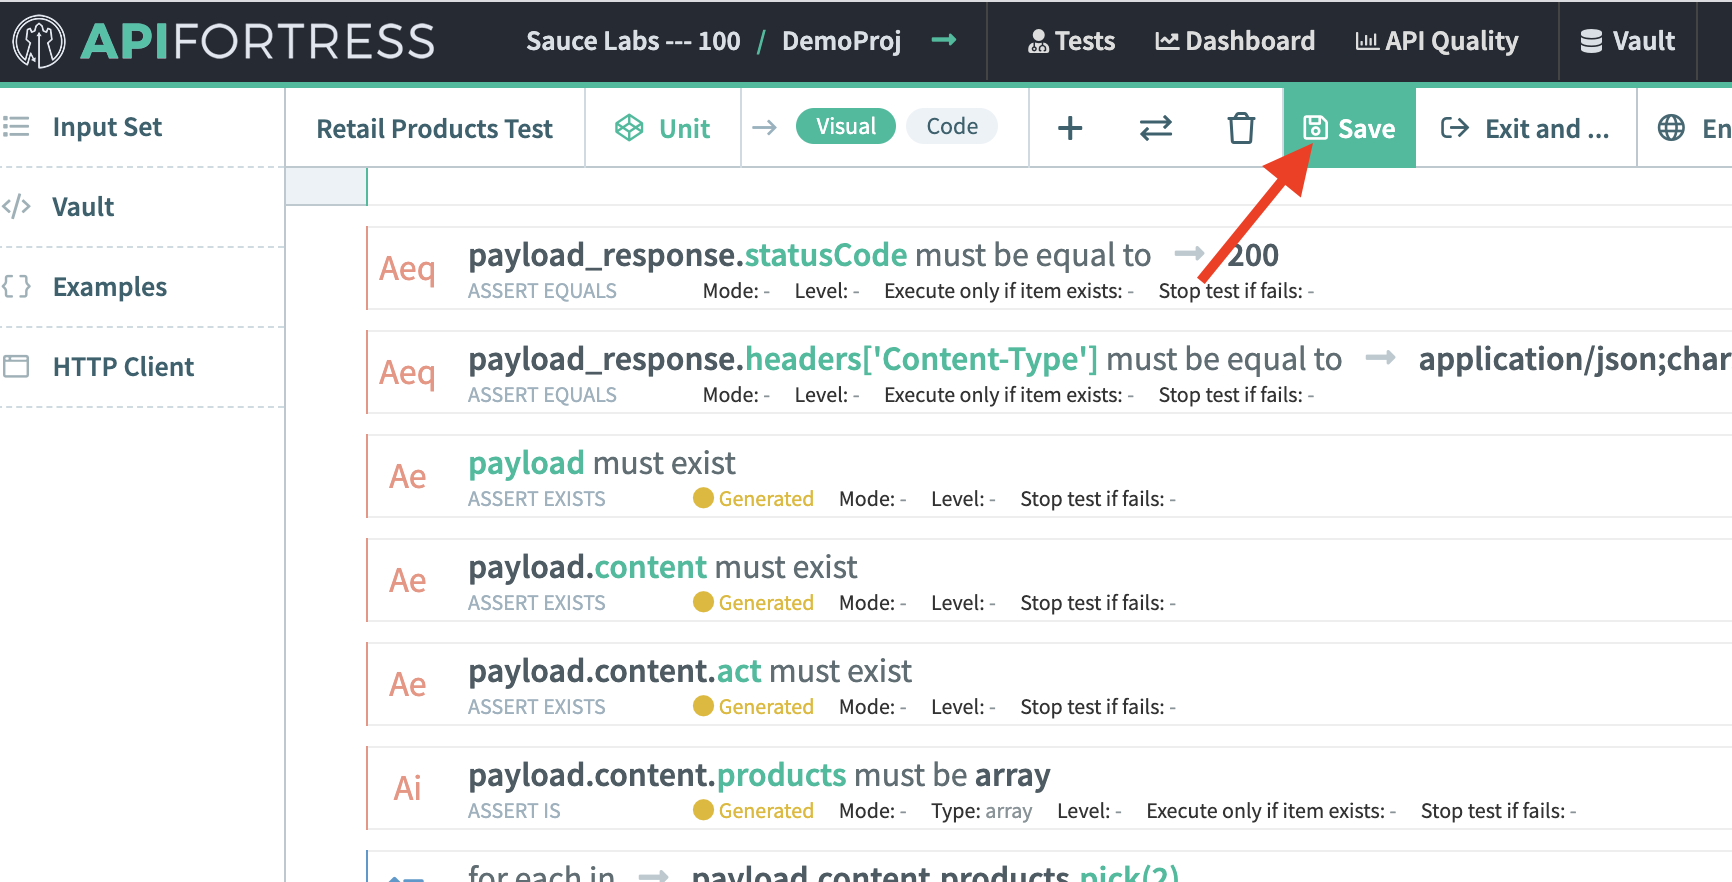 APIFORTRESS Sauce Labs --- 100 / DemoProj Tests Dashboard API Quality Vault
Input Set
Vault
Examples
HTTP Client
Retail Products Test Unit Visual Code Save Exit and ... En
Aeq payload_response.statusCode must be equal to 200
ASSERT EQUALS Mode: - Level: - Execute only if item exists: - Stop test if fails: -
Aeq payload_response.headers['Content-Type'] must be equal to application/json;char
ASSERT EQUALS Mode: - Level: - Execute only if item exists: - Stop test if fails: -
Ae payload must exist
ASSERT EXISTS Generated Mode: - Level: - Stop test if fails: -
Ae payload.content must exist
ASSERT EXISTS Generated Mode: - Level: - Stop test if fails: -
Ae payload.content.act must exist
ASSERT EXISTS Generated Mode: - Level: - Stop test if fails: -
Ai payload.content.products must be array
ASSERT IS Generated Mode: - Type: array Level: - Execute only if item exists: - Stop test if fails: -
for each in payload.content.products.pick(2)